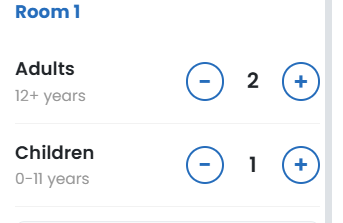 Room 1
Adults
12+ years
− 2 +
Children
0-11 years
− 1 +